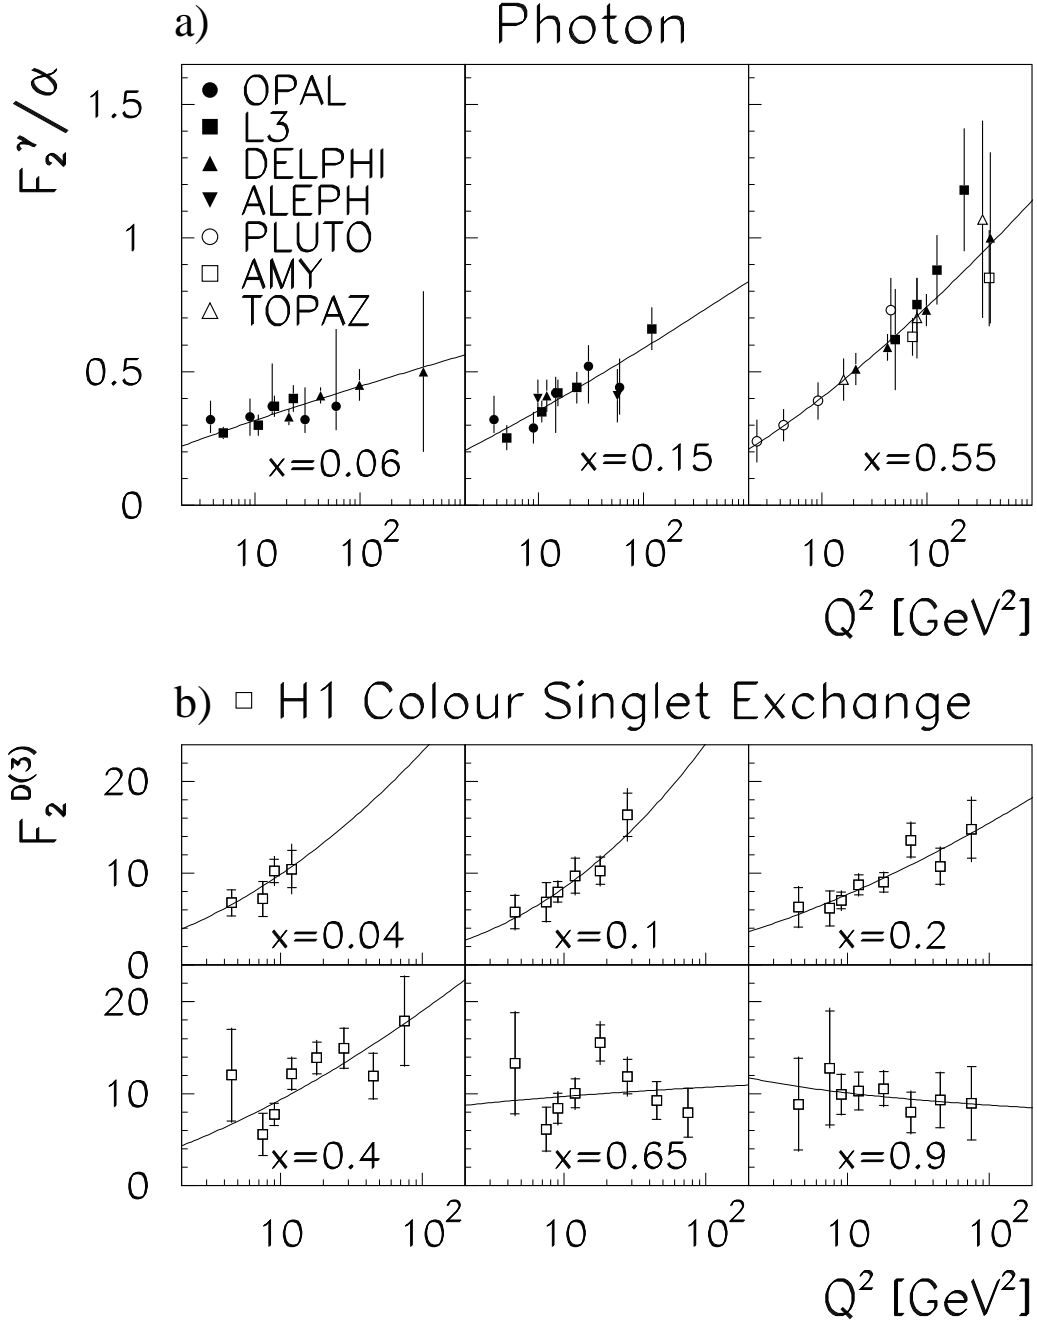 a) Photon
F₂^γ/α
1.5
1
0.5
0
OPAL
L3
DELPHI
ALEPH
PLUTO
AMY
TOPAZ
x=0.06 x=0.15 x=0.55
10 10² 10 10² 10 10²
Q² [GeV²]
b) H1 Colour Singlet Exchange
F₂^D(3)
20
10
0
x=0.04 x=0.1 x=0.2
20
10
0
x=0.4 x=0.65 x=0.9
10 10² 10 10² 10 10²
Q² [GeV²]